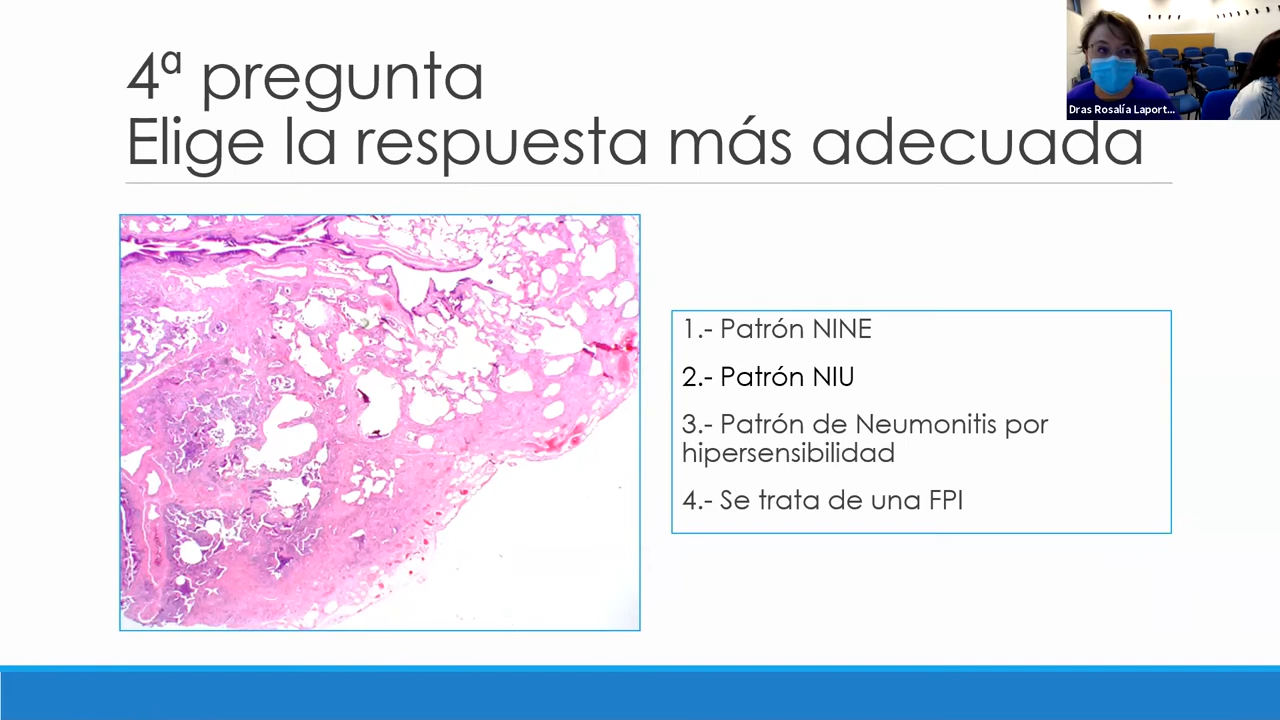 4ª pregunta
Elige la respuesta más adecuada
Dras Rosalía Laport...
1.- Patrón NINE
2.- Patrón NIU
3.- Patrón de Neumonitis por
hipersensibilidad
4.- Se trata de una FPI